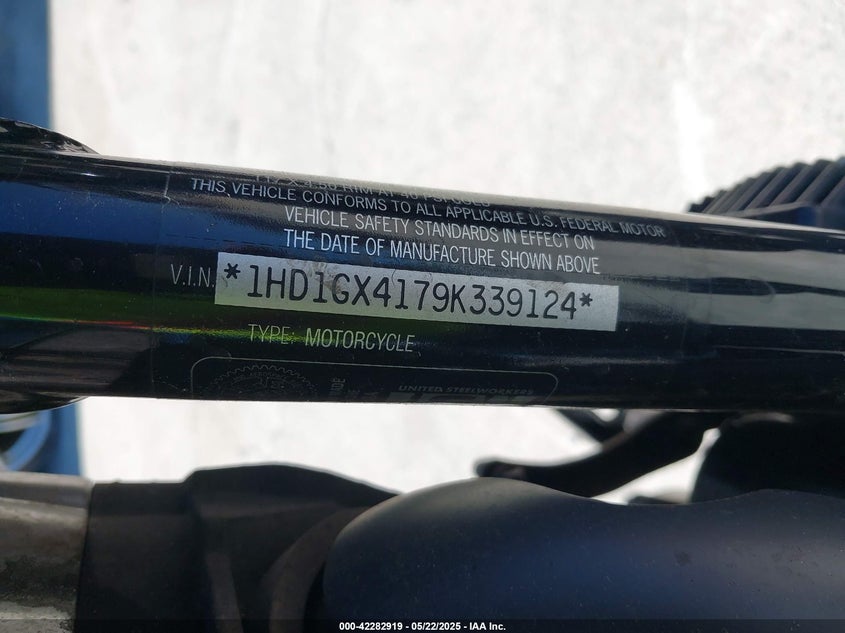 THIS VEHICLE CONFORMS TO ALL APPLICABLE U.S. FEDERAL MOTOR
VEHICLE SAFETY STANDARDS IN EFFECT ON
THE DATE OF MANUFACTURE SHOWN ABOVE
V.I.N. *1HD1GX4179K339124*
TYPE: MOTORCYCLE
UNITED STEELWORKERS
000-42282919 - 05/22/2025 - IAA Inc.